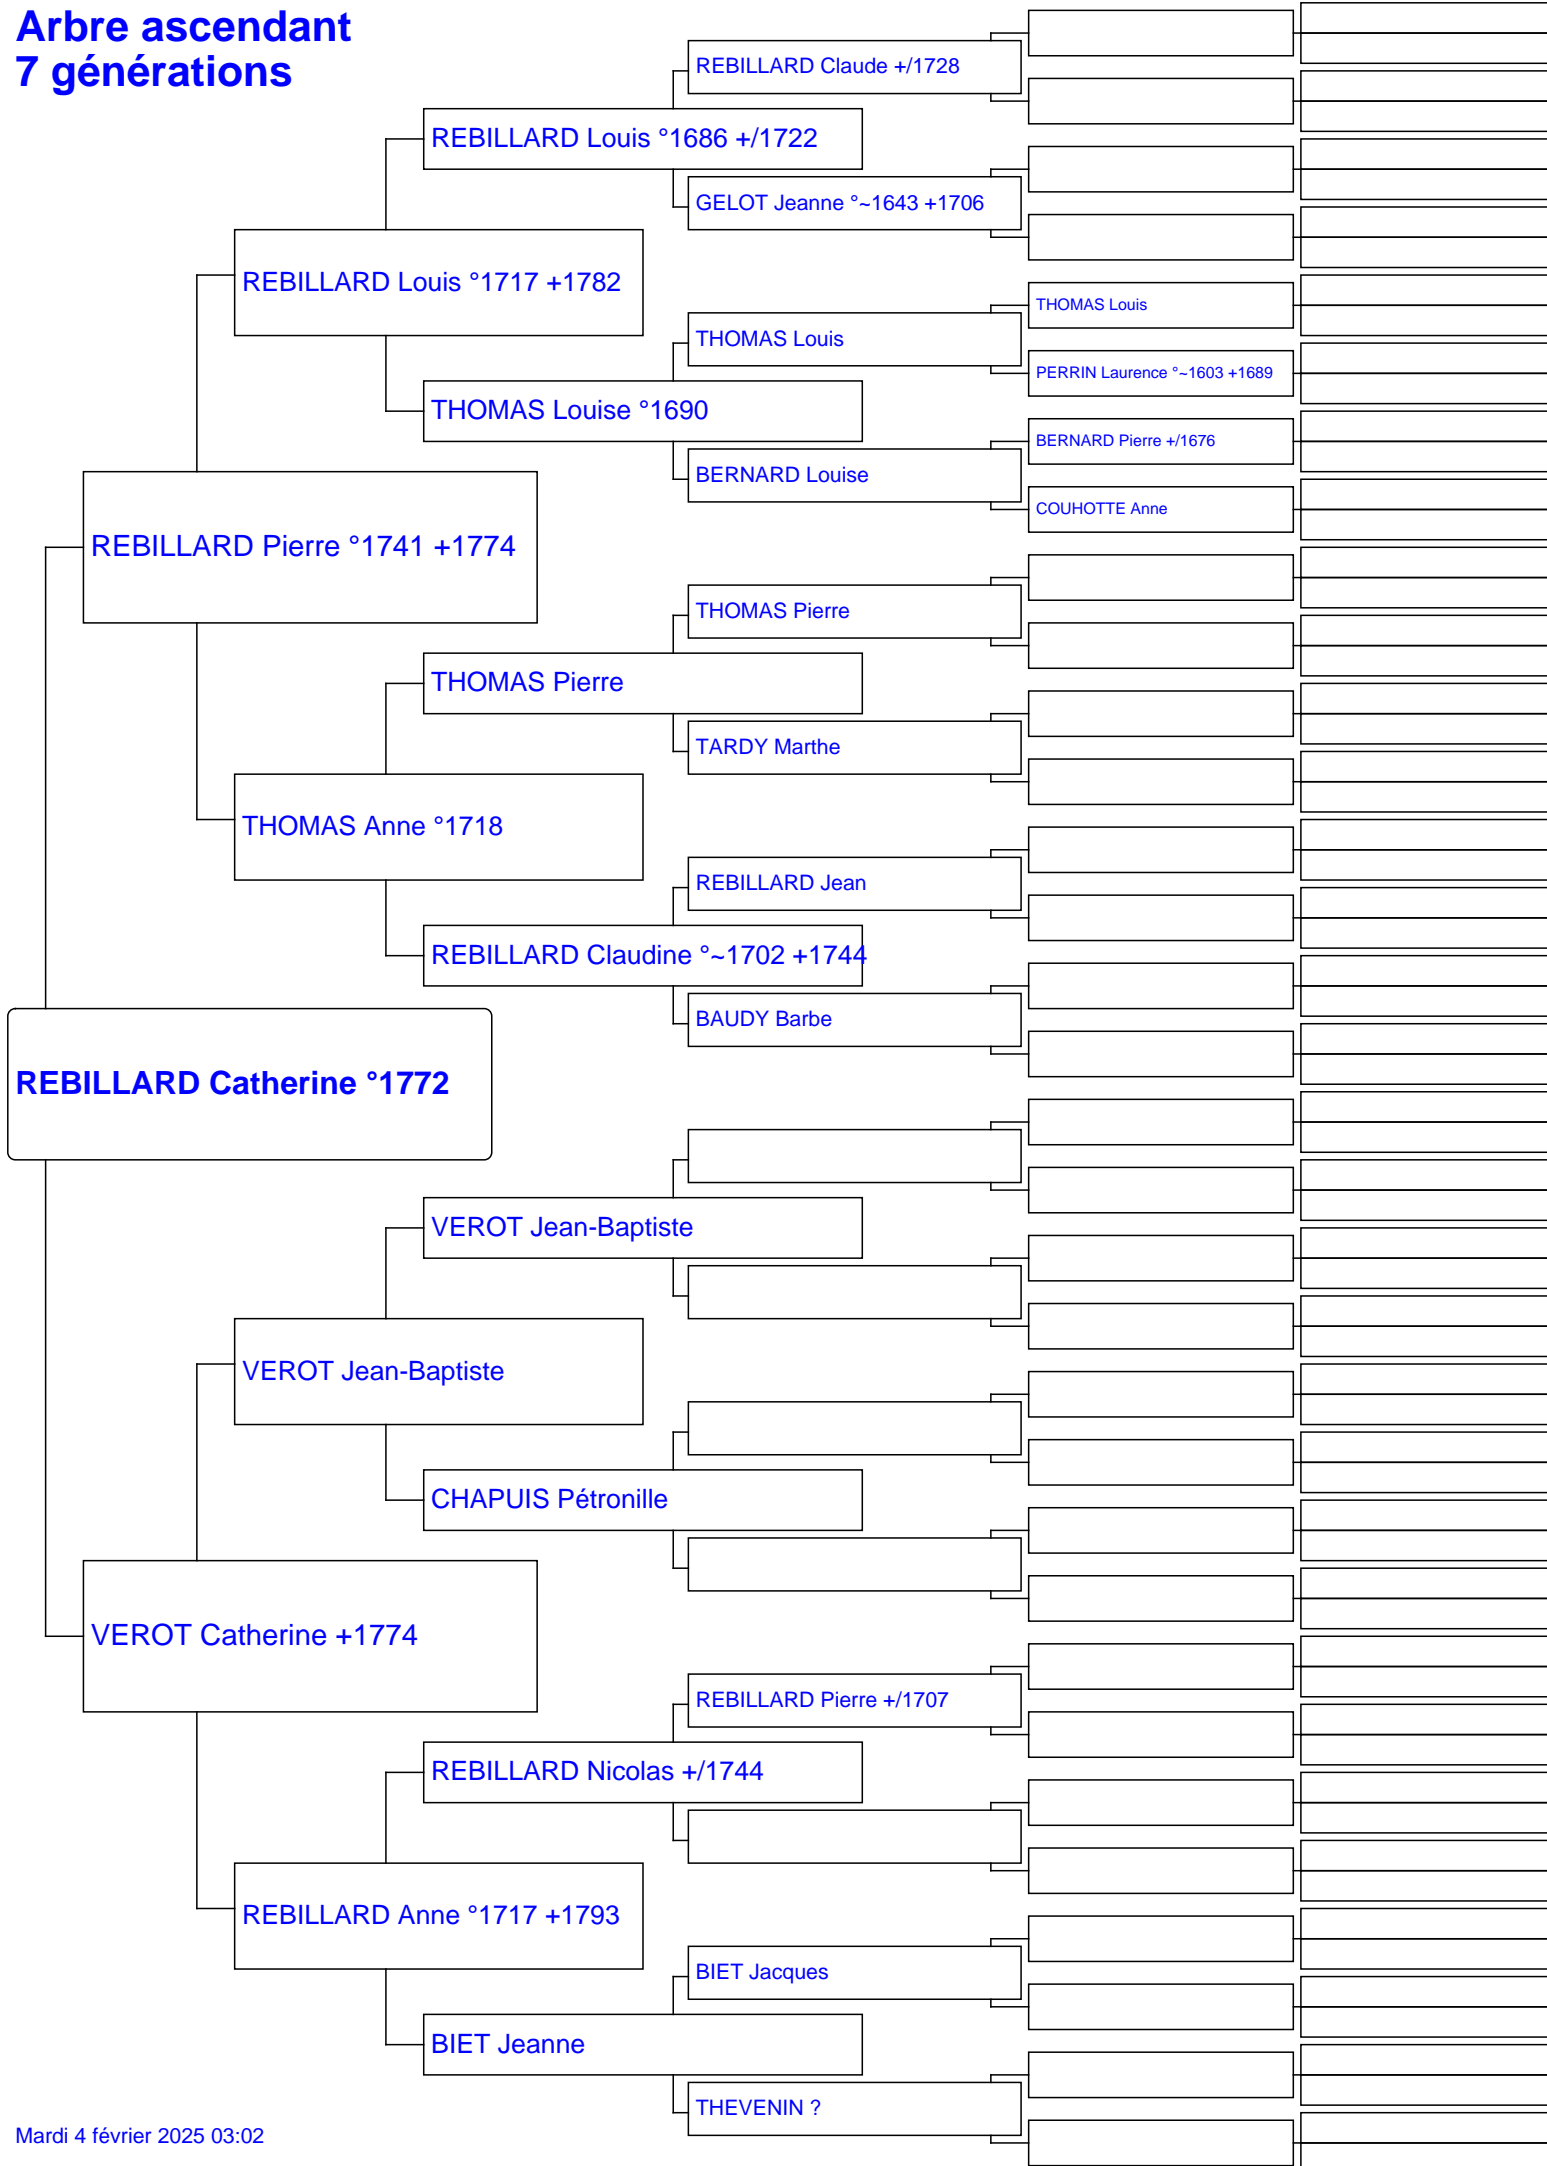 Arbre ascendant
7 générations
REBILLARD Claude +/1728
REBILLARD Louis °1686 +/1722
GELOT Jeanne °~1643 +1706
REBILLARD Louis °1717 +1782
THOMAS Louis
THOMAS Louis
PERRIN Laurence °~1603 +1689
THOMAS Louise °1690
BERNARD Pierre +/1676
BERNARD Louise
COUHOTTE Anne
REBILLARD Pierre °1741 +1774
THOMAS Pierre
THOMAS Pierre
TARDY Marthe
THOMAS Anne °1718
REBILLARD Jean
REBILLARD Claudine °~1702 +1744
BAUDY Barbe
REBILLARD Catherine °1772
VEROT Jean-Baptiste
VEROT Jean-Baptiste
CHAPUIS Pétronille
VEROT Catherine +1774
REBILLARD Pierre +/1707
REBILLARD Nicolas +/1744
REBILLARD Anne °1717 +1793
BIET Jacques
BIET Jeanne
THEVENIN ?
Mardi 4 février 2025 03:02